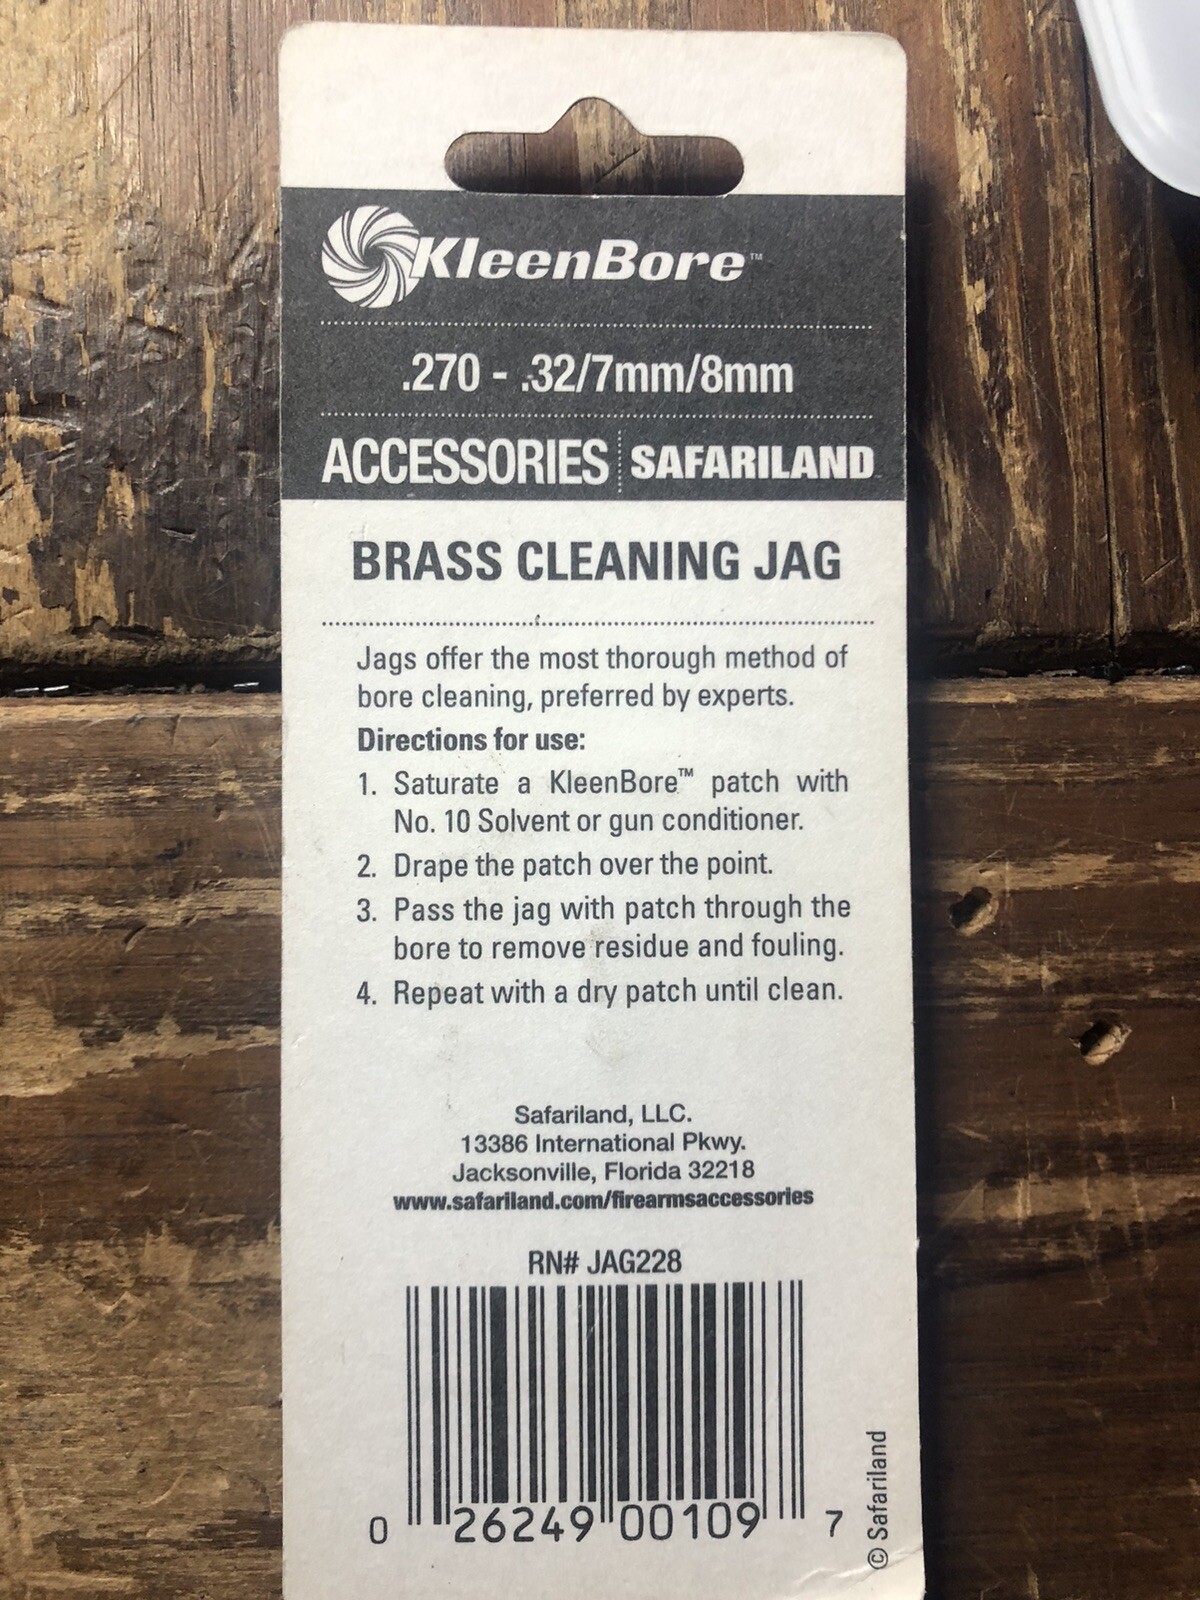 KleenBore™
.270 - .32/7mm/8mm
ACCESSORIES SAFARILAND
BRASS CLEANING JAG
Jags offer the most thorough method of
bore cleaning, preferred by experts.
Directions for use:
1. Saturate a KleenBore™ patch with
No. 10 Solvent or gun conditioner.
2. Drape the patch over the point.
3. Pass the jag with patch through the
bore to remove residue and fouling.
4. Repeat with a dry patch until clean.
Safariland, LLC.
13386 International Pkwy.
Jacksonville, Florida 32218
www.safariland.com/firearmsaccessories
RN# JAG228
0 26249 00109 7
© Safariland